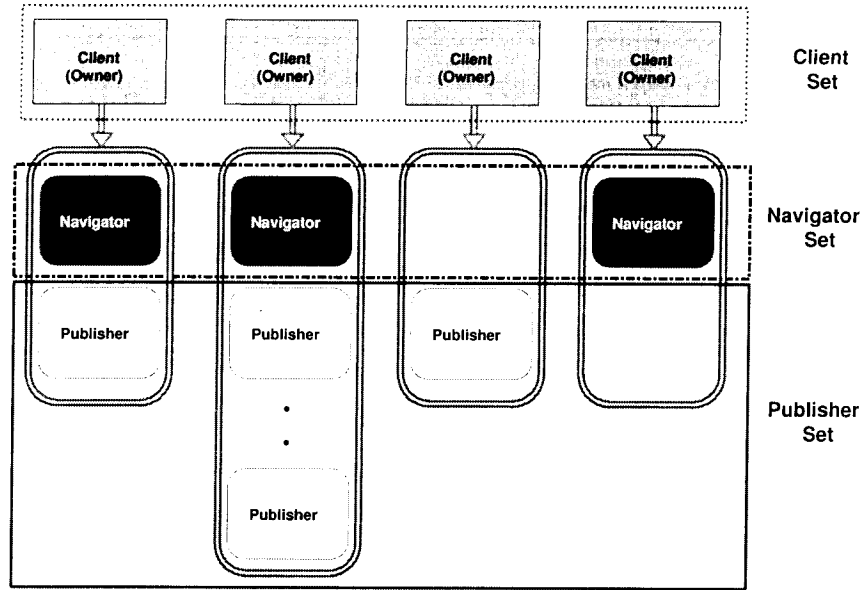 Client
(Owner)
Client
(Owner)
Client
(Owner)
Client
(Owner)
Client
Set
Navigator
Navigator
Navigator
Navigator
Set
Publisher
Publisher
Publisher
Publisher
Set
Publisher